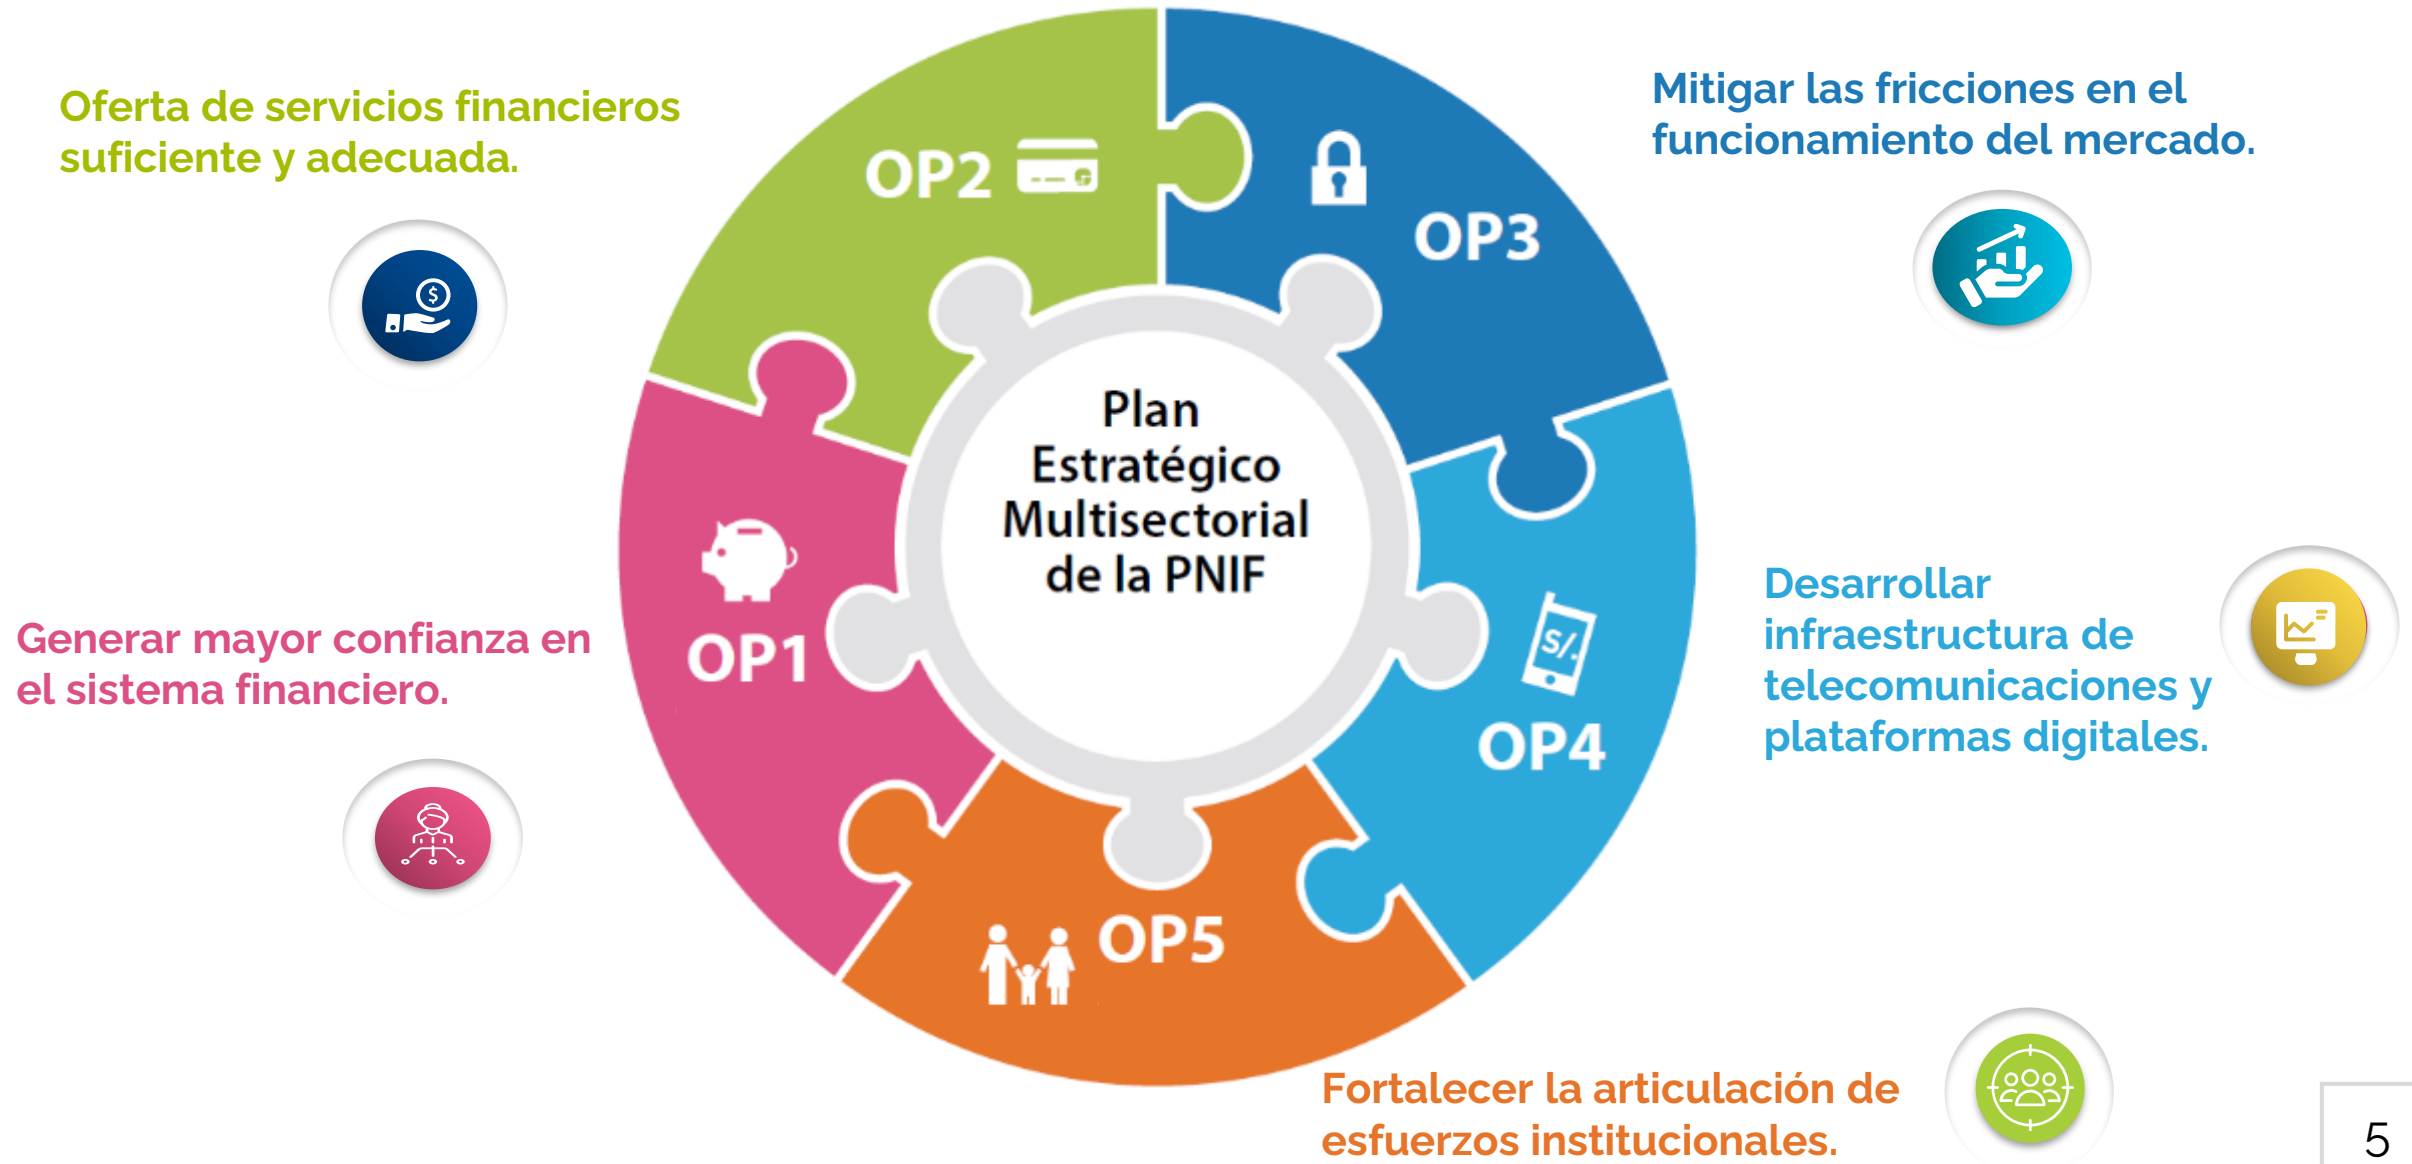 Oferta de servicios financieros
suficiente y adecuada.
OP2
OP3
Mitigar las fricciones en el
funcionamiento del mercado.
$
Plan
Estratégico
Multisectorial
de la PNIF
Generar mayor confianza en
el sistema financiero.
OP1
S/.
OP4
Desarrollar
infraestructura de
telecomunicaciones y
plataformas digitales.
OP5
Fortalecer la articulación de
esfuerzos institucionales.
5